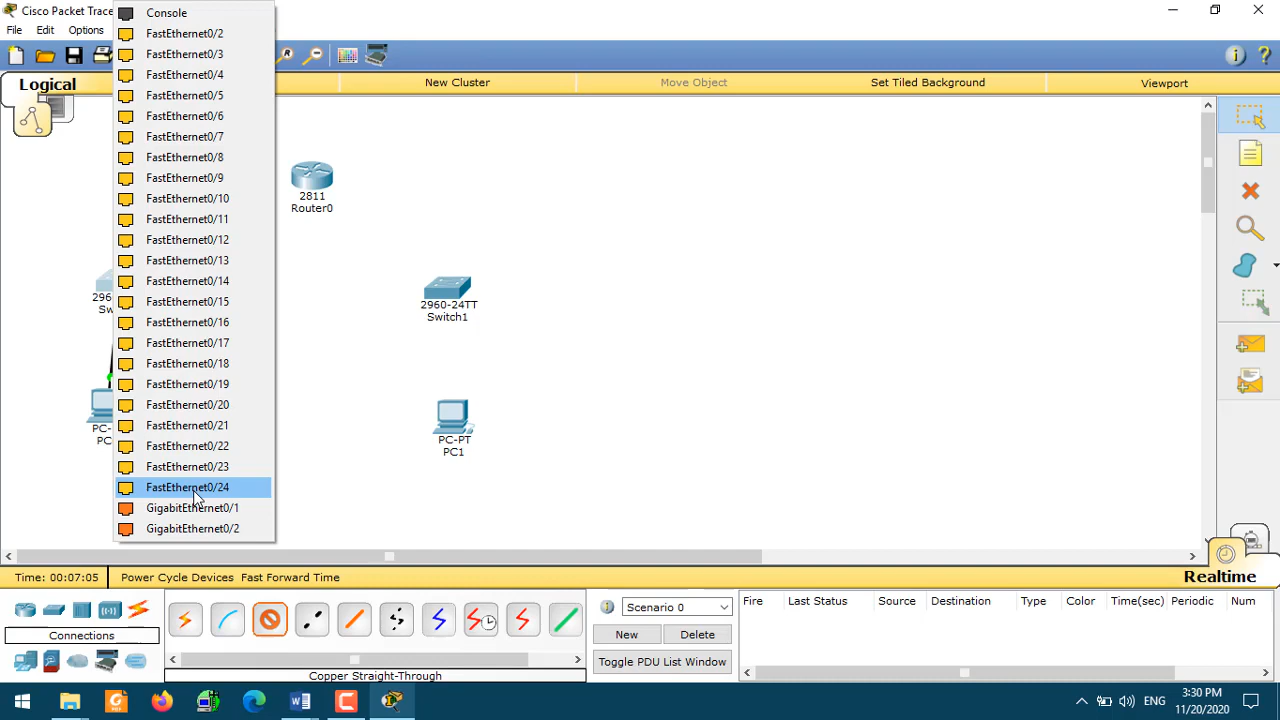 Cisco Packet Trace
File Edit Options
Logical
New Cluster
Move Object
Set Tiled Background
Viewport
Console
FastEthernet0/2
FastEthernet0/3
FastEthernet0/4
FastEthernet0/5
FastEthernet0/6
FastEthernet0/7
FastEthernet0/8
FastEthernet0/9
FastEthernet0/10
FastEthernet0/11
FastEthernet0/12
FastEthernet0/13
FastEthernet0/14
FastEthernet0/15
FastEthernet0/16
FastEthernet0/17
FastEthernet0/18
FastEthernet0/19
FastEthernet0/20
FastEthernet0/21
FastEthernet0/22
FastEthernet0/23
FastEthernet0/24
GigabitEthernet0/1
GigabitEthernet0/2
2811
Router0
296
Sw
2960-24TT
Switch1
PC-
PC
PC-PT
PC1
Time: 00:07:05 Power Cycle Devices Fast Forward Time
Realtime
Connections
Copper Straight-Through
Scenario 0
New Delete
Toggle PDU List Window
Fire Last Status Source Destination Type Color Time(sec) Periodic Num
ENG
3:30 PM
11/20/2020